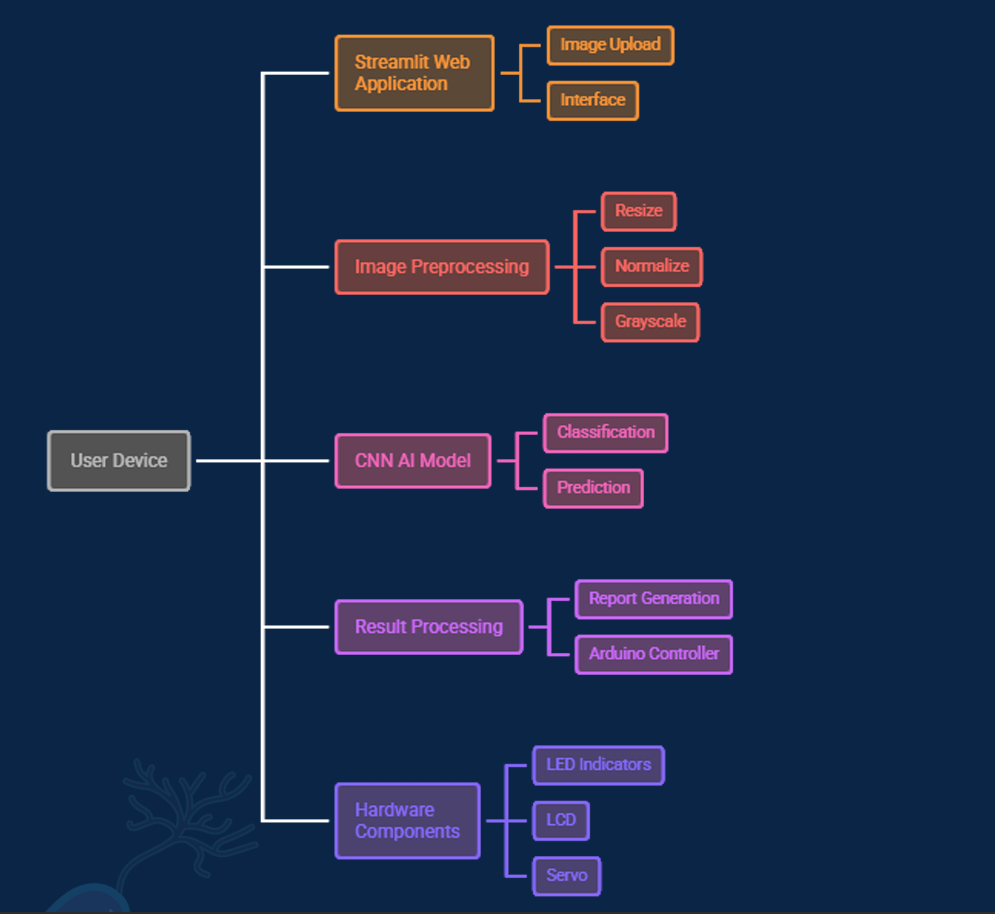 Streamlit Web
Application
Image Upload
Interface
Image Preprocessing
Resize
Normalize
Grayscale
User Device
CNN AI Model
Classification
Prediction
Result Processing
Report Generation
Arduino Controller
Hardware
Components
LED Indicators
LCD
Servo